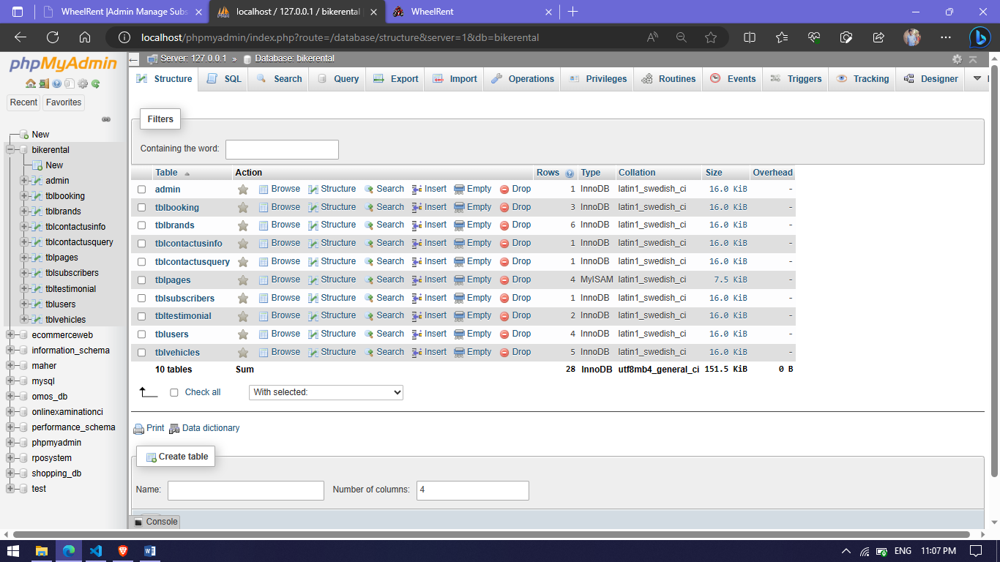 WheelRent |Admin Manage Subs
localhost / 127.0.0.1 / bikerental
WheelRent
localhost/phpmyadmin/index.php?route=/database/structure&server=1&db=bikerental
phpMyAdmin
Recent Favorites
New
bikerental
New
admin
tblbooking
tblbrands
tblcontactusinfo
tblcontactusquery
tblpages
tblsubscribers
tbltestimonial
tblusers
tblvehicles
ecommerceweb
information_schema
maher
mysql
omos_db
onlinexaminationci
performance_schema
phpmyadmin
rposystem
shopping_db
test
Server: 127.0.0.1 » Database: bikerental
Structure SQL Search Query Export Import Operations Privileges Routines Events Triggers Tracking Designer
Filters
Containing the word:
Table Action Rows Type Collation Size Overhead
admin Browse Structure Search Insert Empty Drop 1 InnoDB latin1_swedish_ci 16.0 KiB -
tblbooking Browse Structure Search Insert Empty Drop 3 InnoDB latin1_swedish_ci 16.0 KiB -
tblbrands Browse Structure Search Insert Empty Drop 6 InnoDB latin1_swedish_ci 16.0 KiB -
tblcontactusinfo Browse Structure Search Insert Empty Drop 1 InnoDB latin1_swedish_ci 16.0 KiB -
tblcontactusquery Browse Structure Search Insert Empty Drop 1 InnoDB latin1_swedish_ci 16.0 KiB -
tblpages Browse Structure Search Insert Empty Drop 4 MyISAM latin1_swedish_ci 7.5 KiB -
tblsubscribers Browse Structure Search Insert Empty Drop 1 InnoDB latin1_swedish_ci 16.0 KiB -
tbltestimonial Browse Structure Search Insert Empty Drop 2 InnoDB latin1_swedish_ci 16.0 KiB -
tblusers Browse Structure Search Insert Empty Drop 4 InnoDB latin1_swedish_ci 16.0 KiB -
tblvehicles Browse Structure Search Insert Empty Drop 5 InnoDB latin1_swedish_ci 16.0 KiB -
10 tables Sum 28 InnoDB utf8mb4_general_ci 151.5 KiB 0 B
Check all With selected:
Print Data dictionary
Create table
Name: Number of columns: 4
Console
ENG 11:07 PM